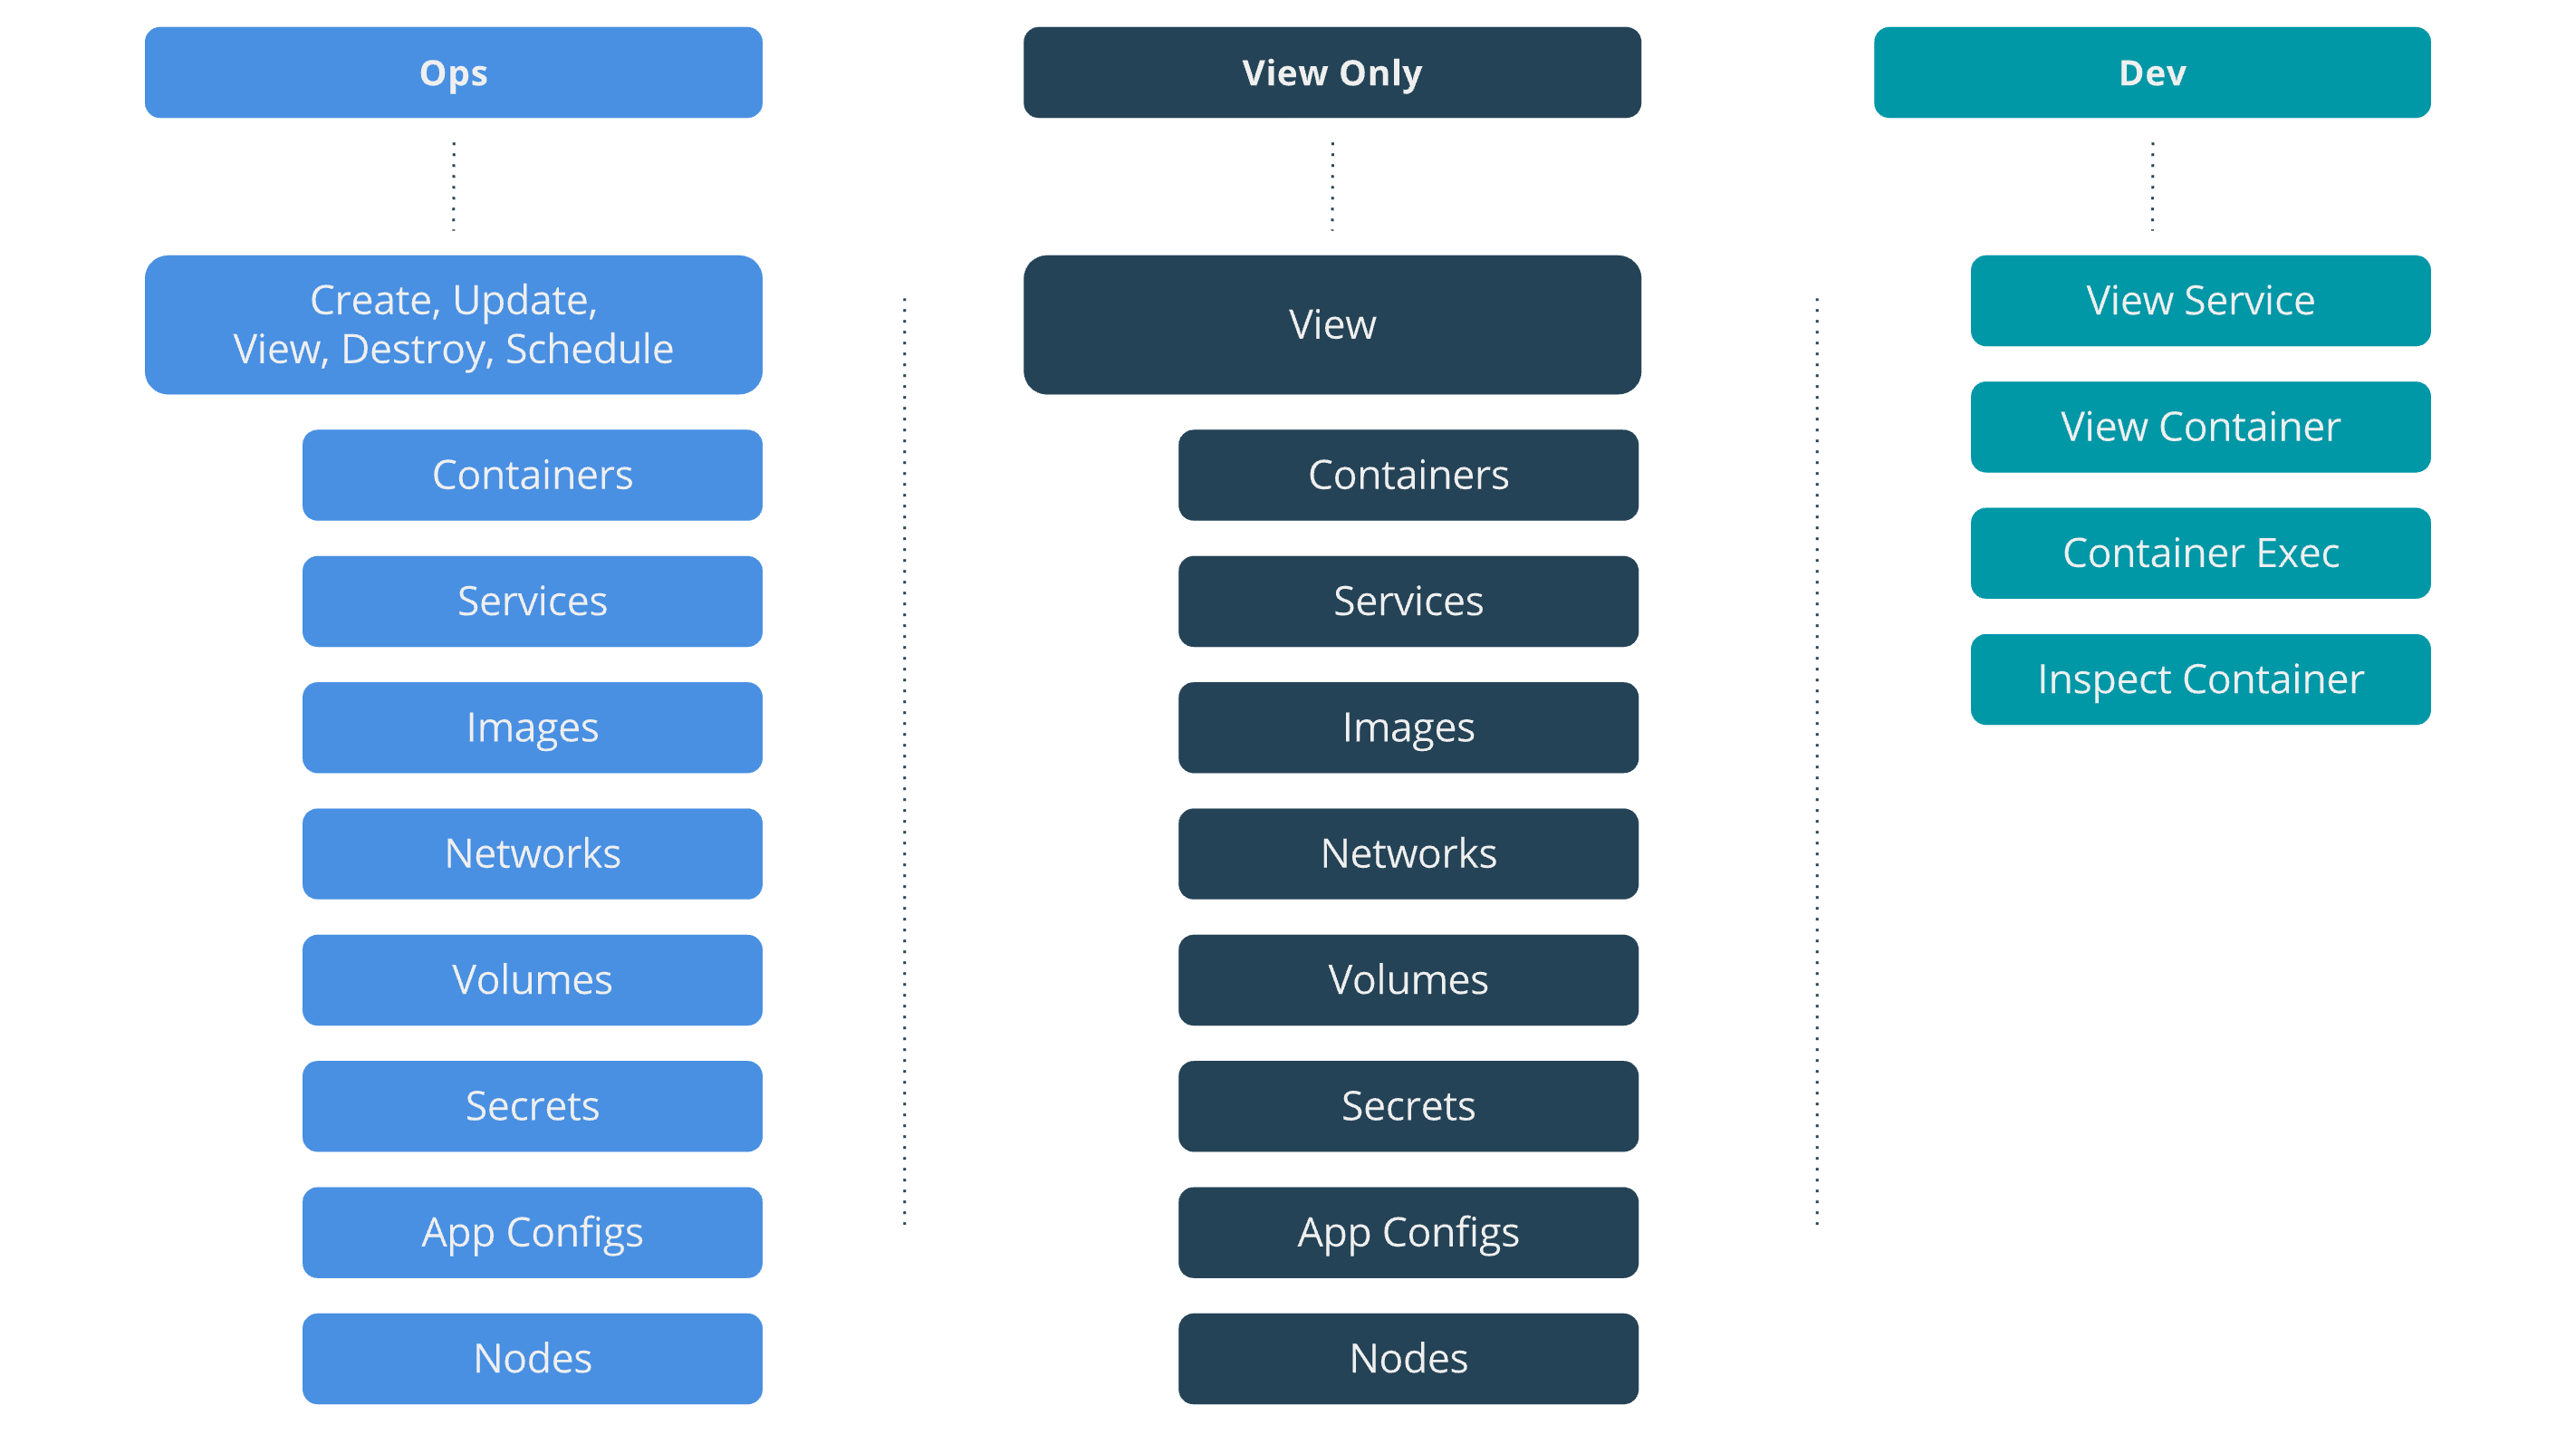 Ops
Create, Update,
View, Destroy, Schedule
Containers
Services
Images
Networks
Volumes
Secrets
App Configs
Nodes
View Only
View
Containers
Services
Images
Networks
Volumes
Secrets
App Configs
Nodes
Dev
View Service
View Container
Container Exec
Inspect Container